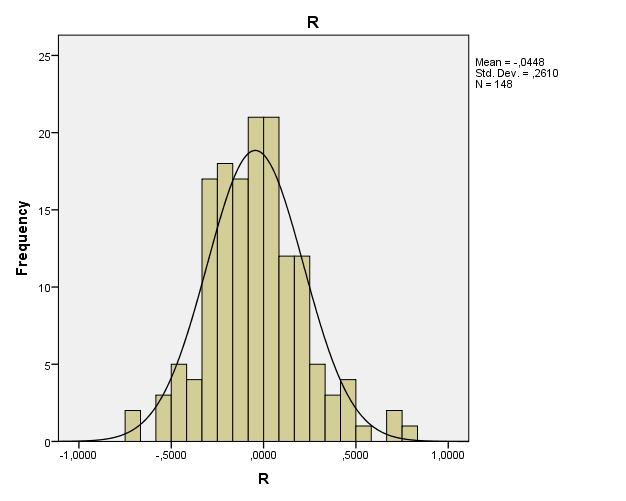 R
Mean = -,0448
Std. Dev. = ,2610
N = 148
Frequency
25
20
15
10
5
0
-1,0000 -,5000 ,0000 ,5000 1,0000
R